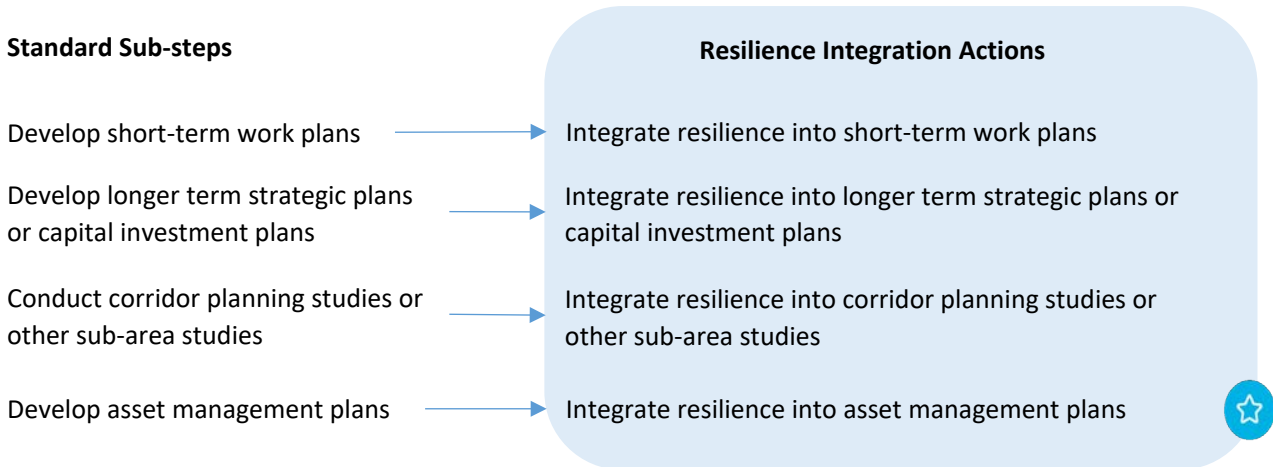 Standard Sub-steps
Resilience Integration Actions
Develop short-term work plans
Integrate resilience into short-term work plans
Develop longer term strategic plans
or capital investment plans
Integrate resilience into longer term strategic plans or
capital investment plans
Conduct corridor planning studies or
other sub-area studies
Integrate resilience into corridor planning studies or
other sub-area studies
Develop asset management plans
Integrate resilience into asset management plans